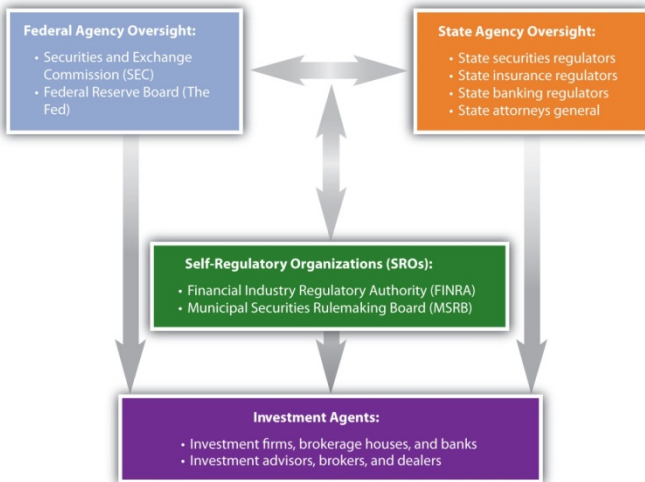 Federal Agency Oversight:
• Securities and Exchange
Commission (SEC)
• Federal Reserve Board (The
Fed)
State Agency Oversight:
• State securities regulators
• State insurance regulators
• State banking regulators
• State attorneys general
Self-Regulatory Organizations (SROs):
• Financial Industry Regulatory Authority (FINRA)
• Municipal Securities Rulemaking Board (MSRB)
Investment Agents:
• Investment firms, brokerage houses, and banks
• Investment advisors, brokers, and dealers